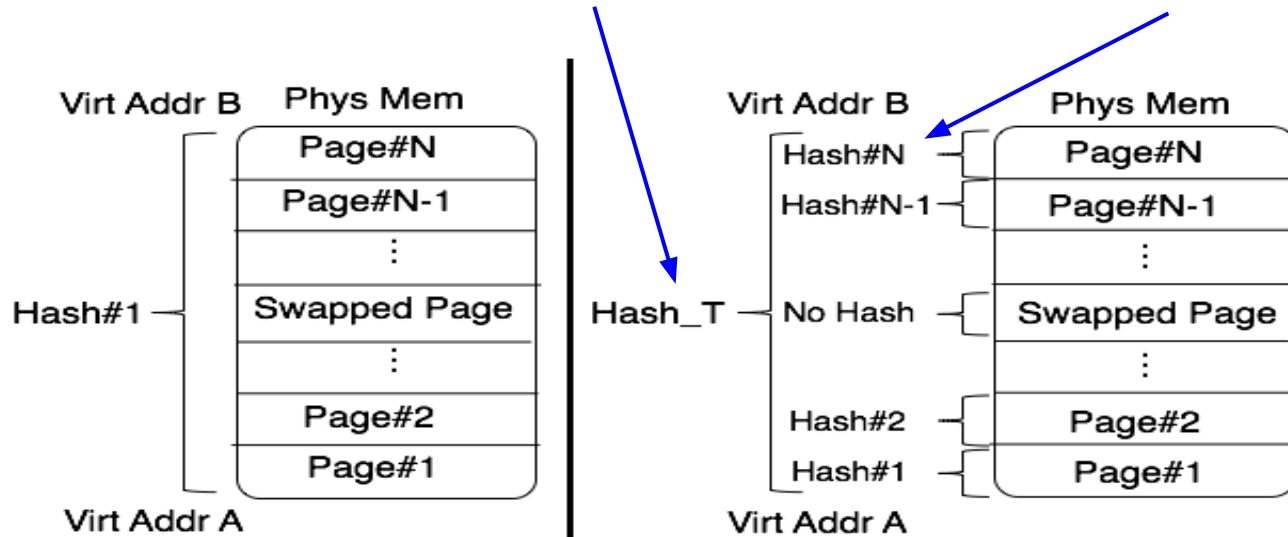 Virt Addr B Phys Mem
Page#N
Page#N-1
⋮
Hash#1 Swapped Page
⋮
Page#2
Page#1
Virt Addr A
Virt Addr B Phys Mem
Hash#N Page#N
Hash#N-1 Page#N-1
⋮
Hash_T No Hash Swapped Page
⋮
Hash#2 Page#2
Hash#1 Page#1
Virt Addr A